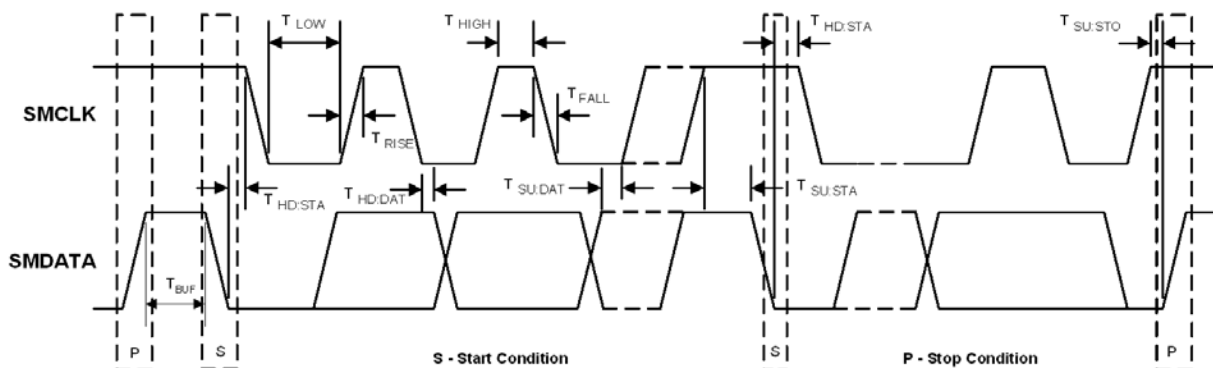 T LOW
T HIGH
T HD:STA
T SU:STO
SMCLK
T FALL
T RISE
T HD:STA
T HD:DAT
T SU:DAT
T SU:STA
SMDATA
T BUF
P
S
S - Start Condition
S
P - Stop Condition
P